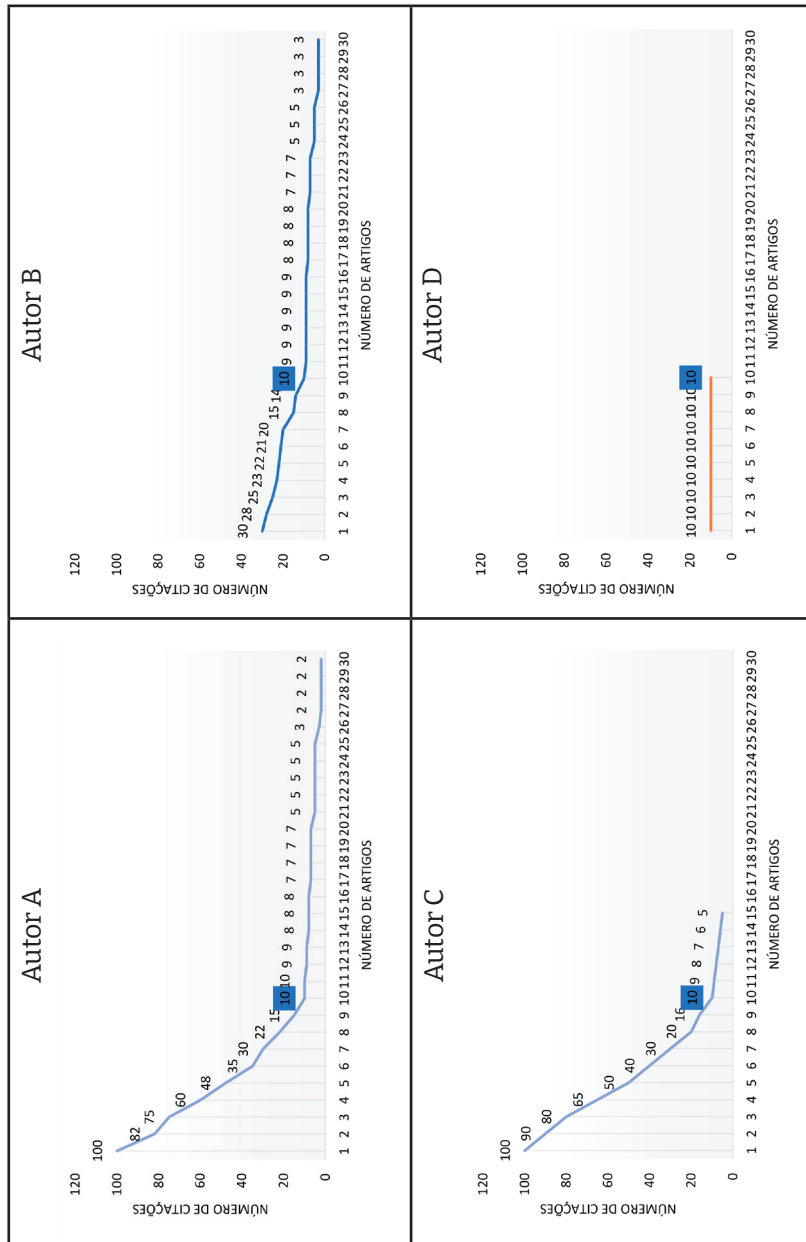 Autor A
NÚMERO DE CITAÇÕES
120
100
80
60
40
20
0
100 82 75 60 48 35 30 22 15 10 10 9 9 8 8 8 7 7 7 7 5 5 5 5 5 3 2 2 2 2
1 2 3 4 5 6 7 8 9 10 11 12 13 14 15 16 17 18 19 20 21 22 23 24 25 26 27 28 29 30
NÚMERO DE ARTIGOS
Autor B
NÚMERO DE CITAÇÕES
120
100
80
60
40
20
0
30 28 25 23 22 21 20 15 14 10 9 9 9 9 9 9 8 8 8 8 7 7 7 5 5 5 3 3 3 3
1 2 3 4 5 6 7 8 9 10 11 12 13 14 15 16 17 18 19 20 21 22 23 24 25 26 27 28 29 30
NÚMERO DE ARTIGOS
Autor C
NÚMERO DE CITAÇÕES
120
100
80
60
40
20
0
100 90 80 65 50 40 30 20 16 10 9 8 7 6 5
1 2 3 4 5 6 7 8 9 10 11 12 13 14 15 16 17 18 19 20 21 22 23 24 25 26 27 28 29 30
NÚMERO DE ARTIGOS
Autor D
NÚMERO DE CITAÇÕES
120
100
80
60
40
20
0
10 10 10 10 10 10 10 10 10 10
1 2 3 4 5 6 7 8 9 10 11 12 13 14 15 16 17 18 19 20 21 22 23 24 25 26 27 28 29 30
NÚMERO DE ARTIGOS